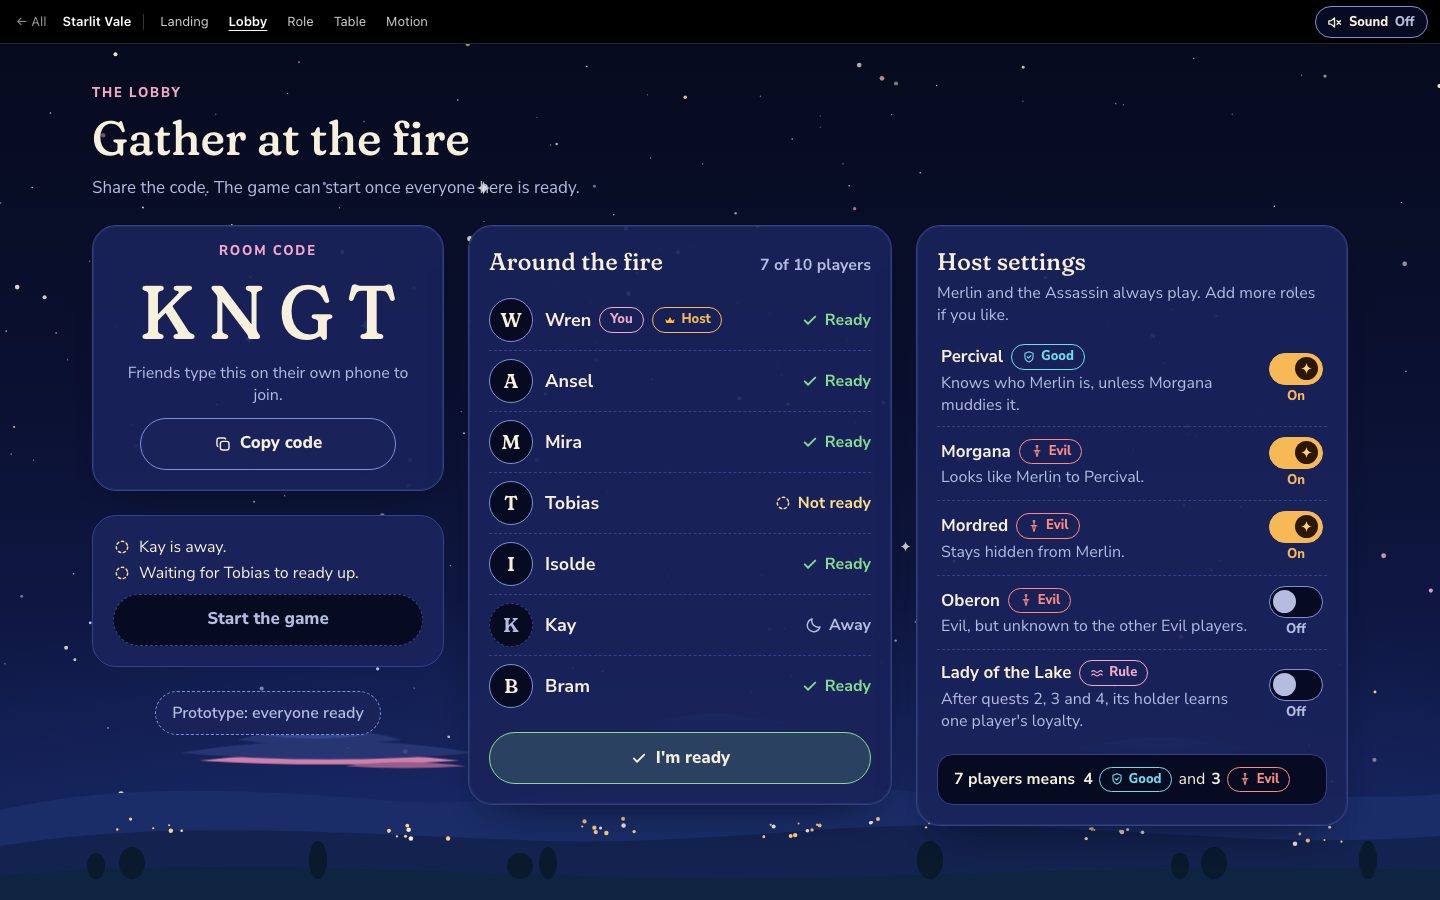 ← All Starlit Vale Landing Lobby Role Table Motion Sound Off
THE LOBBY
Gather at the fire
Share the code. The game can start once everyone here is ready.
ROOM CODE
KNGT
Friends type this on their own phone to
join.
Copy code
Kay is away.
Waiting for Tobias to ready up.
Start the game
Prototype: everyone ready
Around the fire 7 of 10 players
W Wren You Host Ready
A Ansel Ready
M Mira Ready
T Tobias Not ready
I Isolde Ready
K Kay Away
B Bram Ready
I'm ready
Host settings
Merlin and the Assassin always play. Add more roles
if you like.
Percival Good
Knows who Merlin is, unless Morgana
muddies it.
On
Morgana Evil
Looks like Merlin to Percival.
On
Mordred Evil
Stays hidden from Merlin.
On
Oberon Evil
Evil, but unknown to the other Evil players.
Off
Lady of the Lake Rule
After quests 2, 3 and 4, its holder learns
one player's loyalty.
Off
7 players means 4 Good and 3 Evil